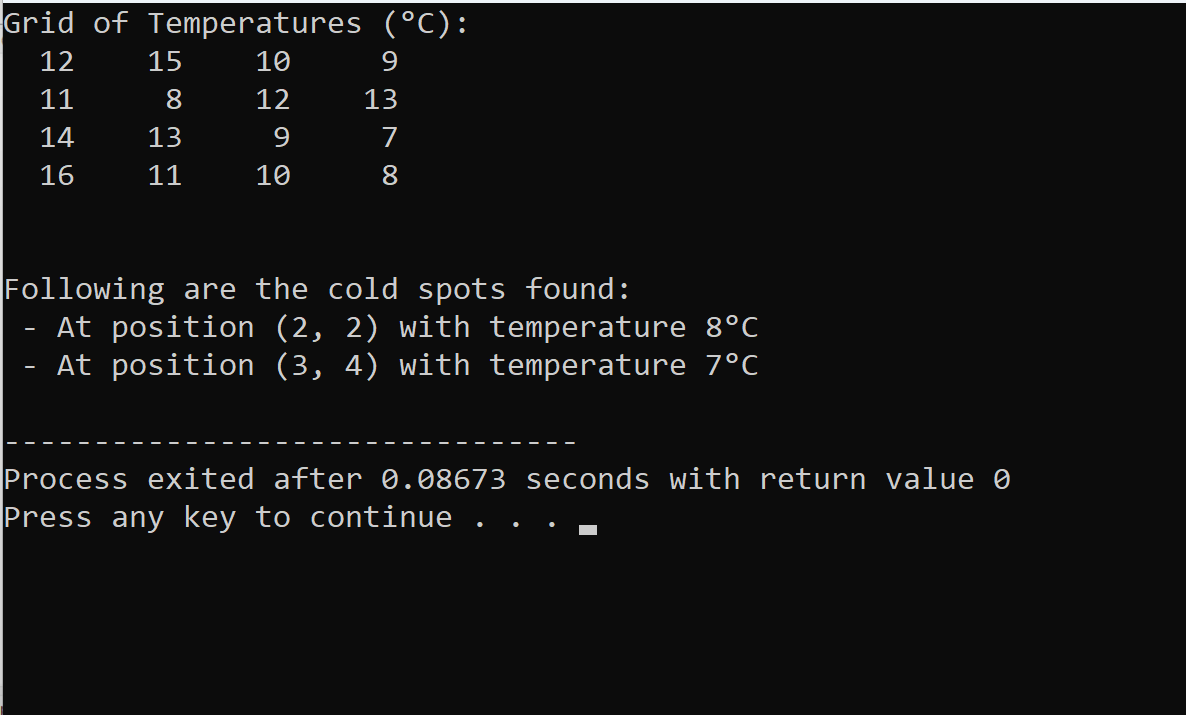 Grid of Temperatures (°C):
12 15 10 9
11 8 12 13
14 13 9 7
16 11 10 8
Following are the cold spots found:
- At position (2, 2) with temperature 8°C
- At position (3, 4) with temperature 7°C
--------------------------------
Process exited after 0.08673 seconds with return value 0
Press any key to continue . . .